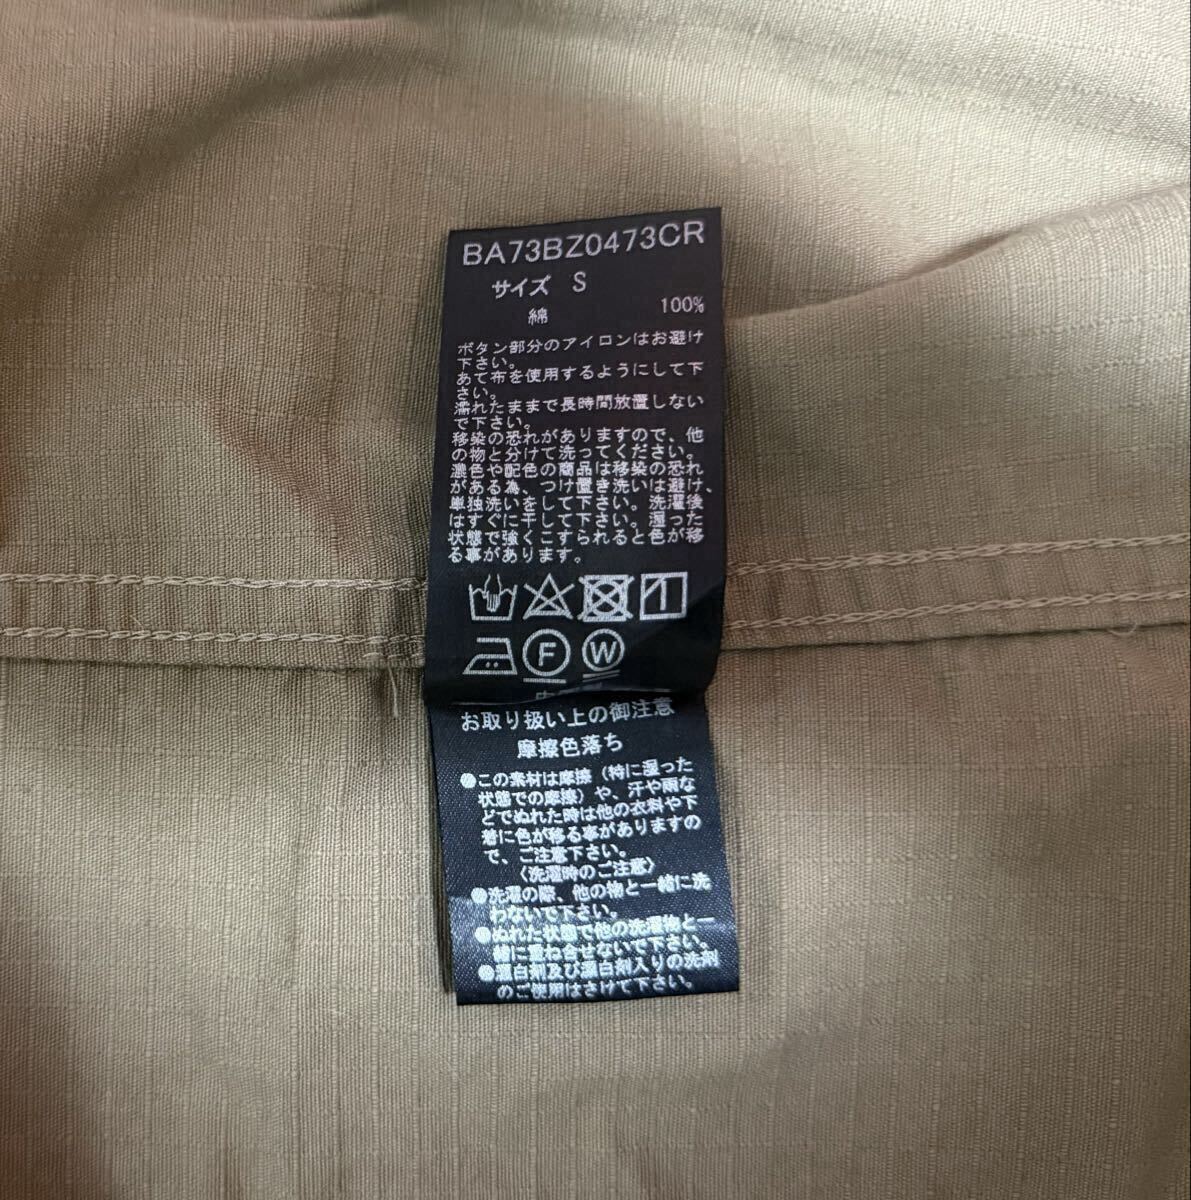 BA73BZ0473CR
サイズ S
綿 100%
ボタン部分のアイロンはお避け
下さい。
あて布を使用するようにして下
さい。
濡れたままで長時間放置しない
で下さい。
移染の恐れがありますので、他
の物と分けて洗ってください。
濃色や配色の商品は移染の恐れ
がある為、つけ置き洗いは避け、
単独洗いをして下さい。洗濯後
はすぐに干して下さい。湿った
状態で強くこすられると色が移
る事があります。
F W
お取り扱い上の御注意
摩擦色落ち
●この素材は摩擦（特に湿った
状態での摩擦）や、汗や雨な
どでぬれた時は他の衣料や下
着に色が移る事がありますの
で、ご注意下さい。
〈洗濯時のご注意〉
●洗濯の際、他の物と一緒に洗
わないで下さい。
●ぬれた状態で他の洗濯物と一
緒に重ね合せないで下さい。
●漂白剤及び漂白剤入りの洗剤
のご使用はさけて下さい。